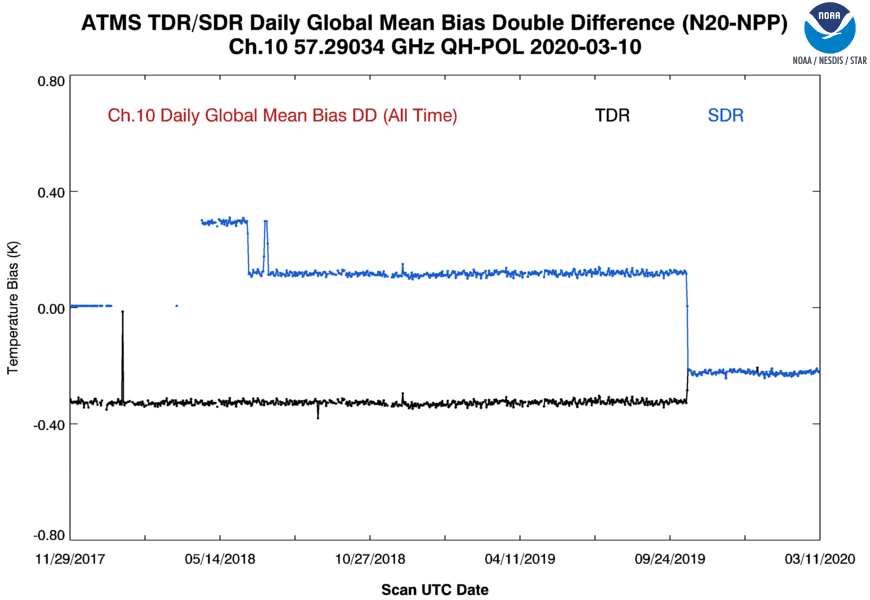 ATMS TDR/SDR Daily Global Mean Bias Double Difference (N20-NPP)
Ch.10 57.29034 GHz QH-POL 2020-03-10
NOAA
NOAA / NESDIS / STAR
Ch.10 Daily Global Mean Bias DD (All Time)
TDR
SDR
0.80
0.40
0.00
-0.40
-0.80
Temperature Bias (K)
11/29/2017
05/14/2018
10/27/2018
04/11/2019
09/24/2019
03/11/2020
Scan UTC Date